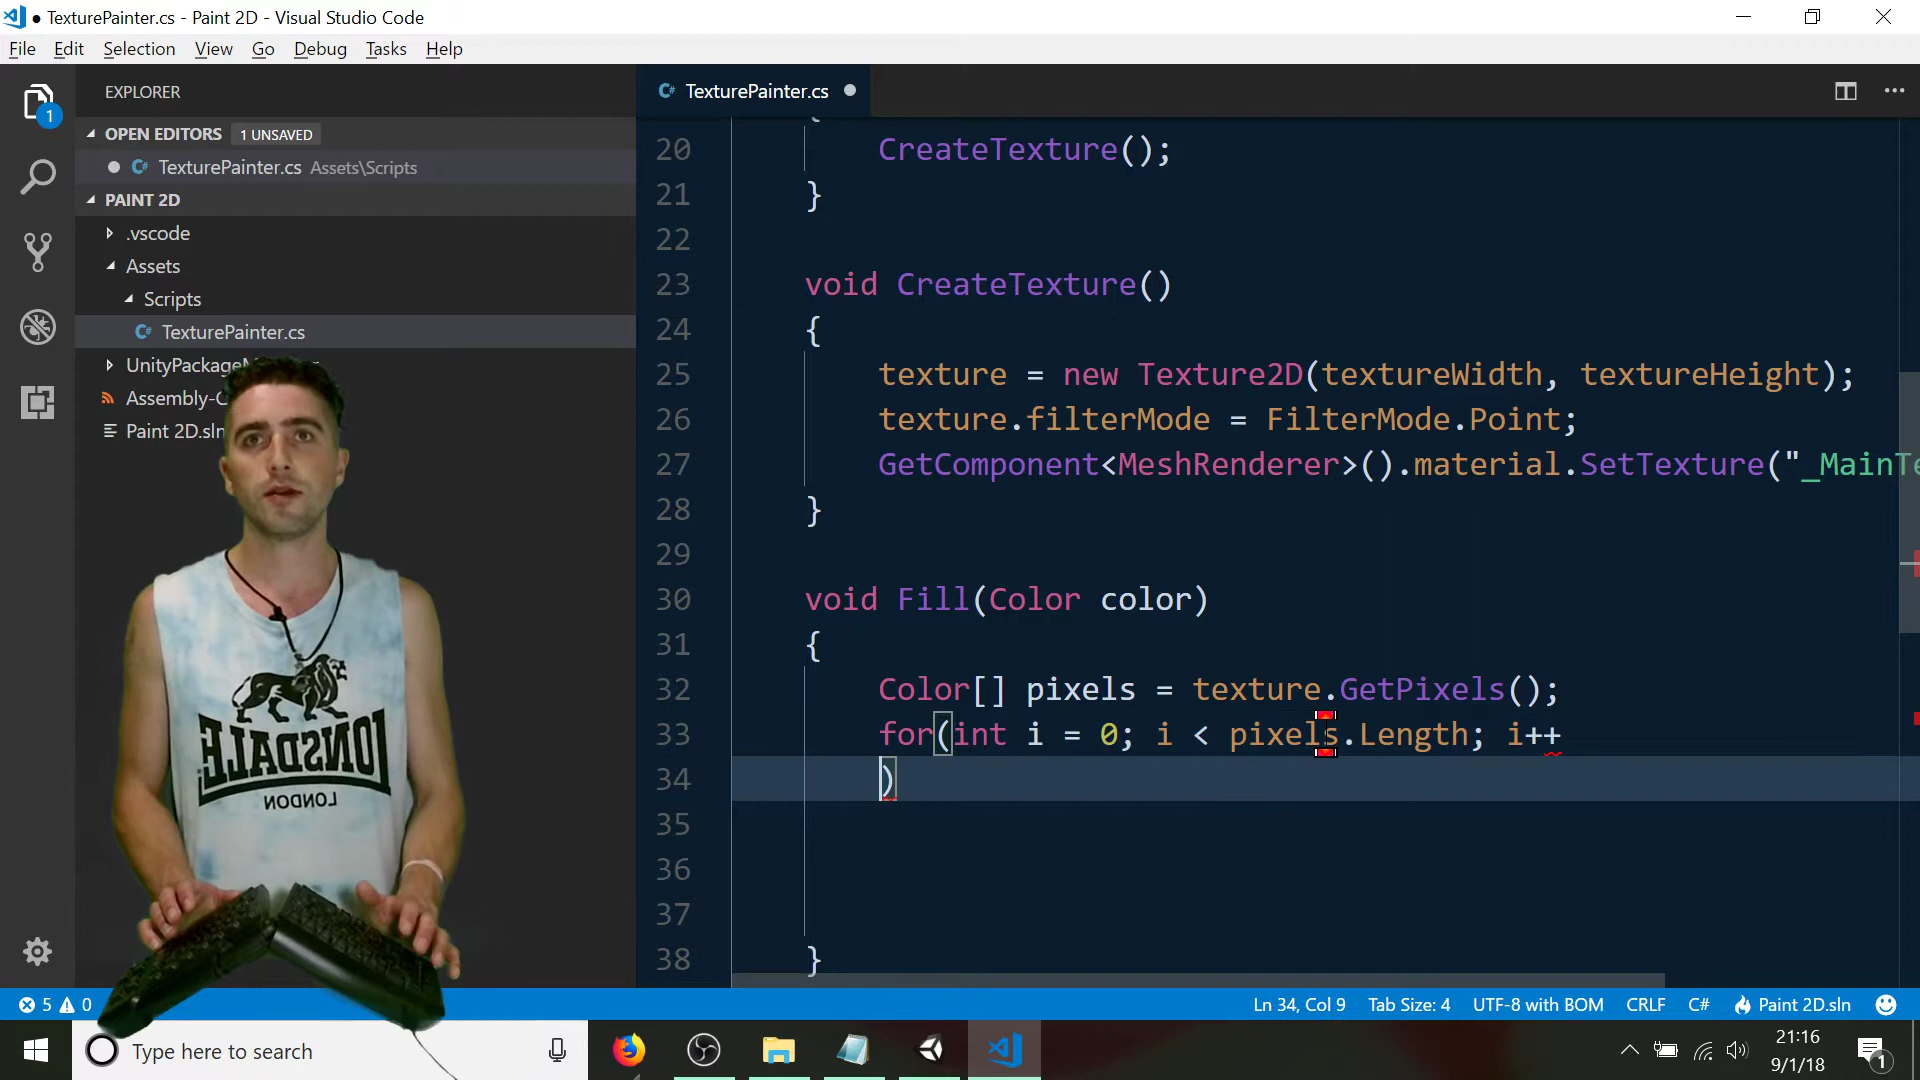 TexturePainter.cs - Paint 2D - Visual Studio Code
File Edit Selection View Go Debug Tasks Help
EXPLORER
OPEN EDITORS 1 UNSAVED
TexturePainter.cs Assets\Scripts
PAINT 2D
.vscode
Assets
Scripts
TexturePainter.cs
Assembly-C
Paint 2D.sln
1
TexturePainter.cs
20 CreateTexture();
21 }
22
23 void CreateTexture()
24 {
25 texture = new Texture2D(textureWidth, textureHeight);
26 texture.filterMode = FilterMode.Point;
27 GetComponent<MeshRenderer>().material.SetTexture("_MainTe
28 }
29
30 void Fill(Color color)
31 {
32 Color[] pixels = texture.GetPixels();
33 for(int i = 0; i < pixels.Length; i++
34 )
35
36
37
38 }
LONSDALE
LONDON
5 0 Ln 34, Col 9 Tab Size: 4 UTF-8 with BOM CRLF C# Paint 2D.sln
Type here to search
21:16
9/1/18
1